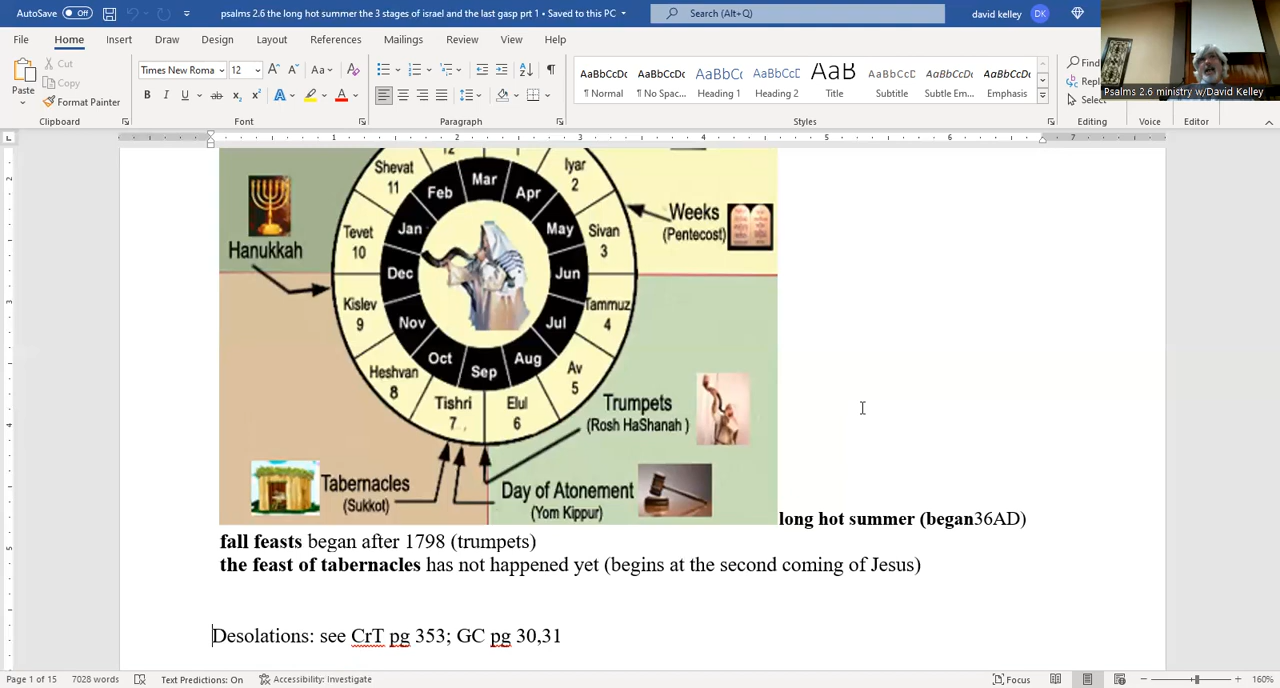 AutoSave Off psalms 2.6 the long hot summer the 3 stages of israel and the last gasp prt 1 • Saved to this PC Search (Alt+Q) david kelley DK
File Home Insert Draw Design Layout References Mailings Review View Help
Paste Cut Copy Format Painter
Times New Roma 12
AaBbCcDc AaBbCcDc AaBbCc AaBbCcC AaB AaBbCcC AaBbCcDc AaBbCcDc
¶ Normal ¶ No Spac... Heading 1 Heading 2 Title Subtitle Subtle Em... Emphasis
Find
Repl
Select
Psalms 2.6 ministry w/David Kelley
Clipboard Font Paragraph Styles Editing Voice Editor
12 1
Shevat 11
Iyar 2
Feb Mar Apr
Hanukkah
Tevet 10
Jan May
Sivan 3
Weeks
(Pentecost)
Dec Jun
Kislev 9
Nov Jul
Tammuz 4
Oct Sep Aug
Heshvan 8
Av 5
Tishri 7
Elul 6
Trumpets
(Rosh HaShanah )
Tabernacles
(Sukkot)
Day of Atonement
(Yom Kippur)
long hot summer (began36AD)
fall feasts began after 1798 (trumpets)
the feast of tabernacles has not happened yet (begins at the second coming of Jesus)
Desolations: see CrT pg 353; GC pg 30,31
Page 1 of 15 7028 words Text Predictions: On Accessibility: Investigate Focus 160%